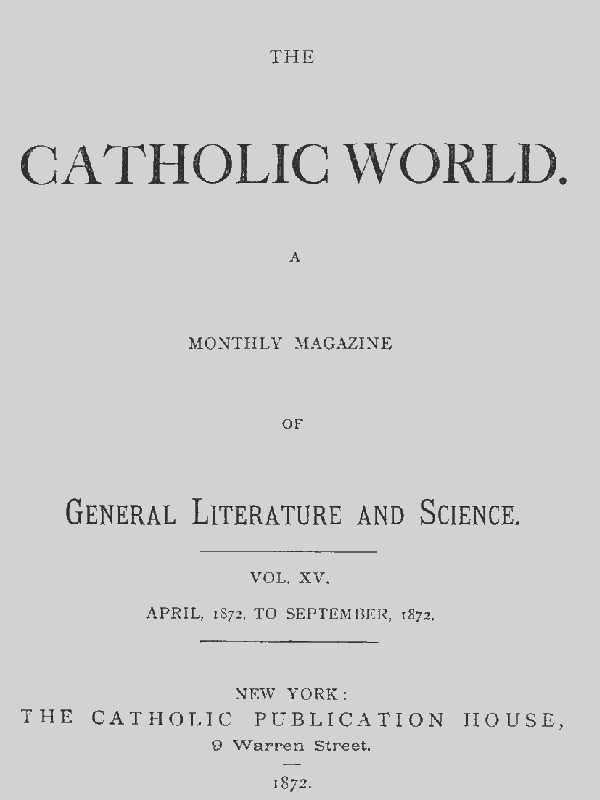 THE
CATHOLIC WORLD.
A
MONTHLY MAGAZINE
OF
GENERAL LITERATURE AND SCIENCE.
VOL. XV.
APRIL, 1872, TO SEPTEMBER, 1872.
NEW YORK:
THE CATHOLIC PUBLICATION HOUSE,
9 Warren Street.
1872.